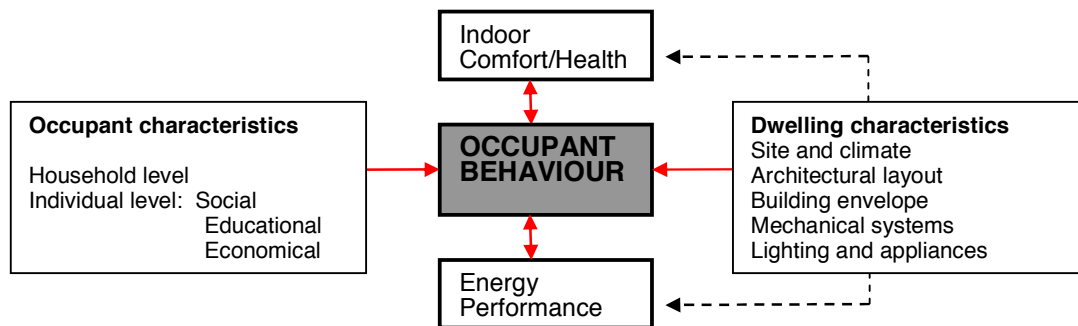 Indoor
Comfort/Health
Occupant characteristics
Household level
Individual level: Social
Educational
Economical
OCCUPANT
BEHAVIOUR
Dwelling characteristics
Site and climate
Architectural layout
Building envelope
Mechanical systems
Lighting and appliances
Energy
Performance